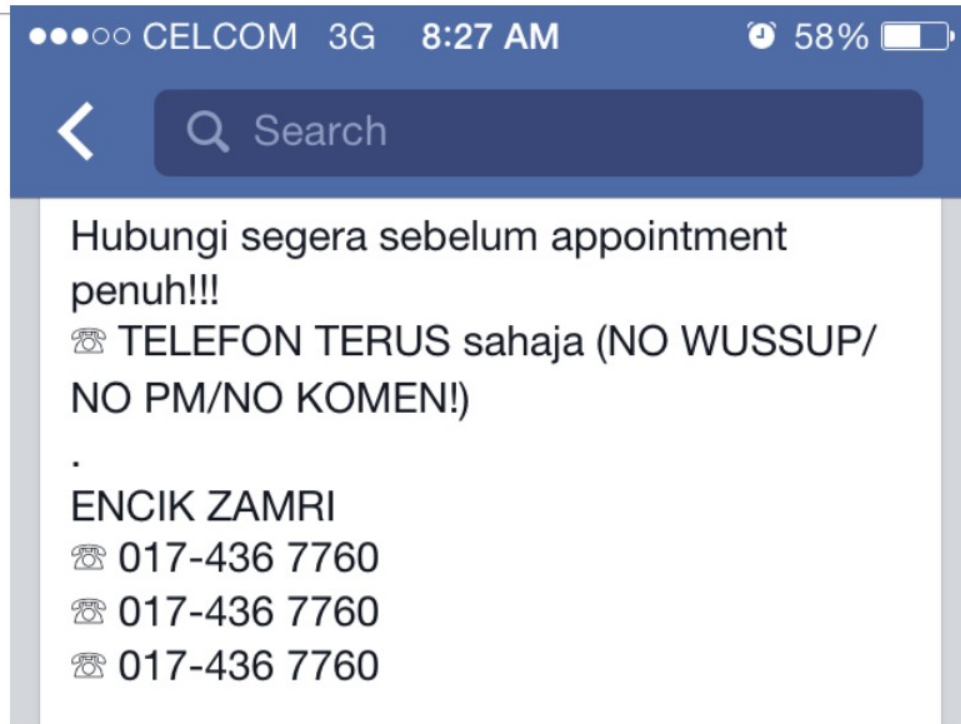 ●●●○○ CELCOM 3G 8:27 AM 58%
Search
Hubungi segera sebelum appointment
penuh!!!
☏ TELEFON TERUS sahaja (NO WUSSUP/
NO PM/NO KOMEN!)
.
ENCIK ZAMRI
☏ 017-436 7760
☏ 017-436 7760
☏ 017-436 7760